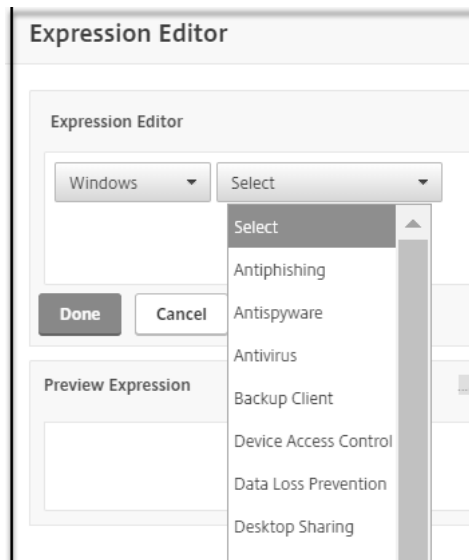 Expression Editor
Expression Editor
Windows Select
Select
Antiphishing
Done Cancel Antispyware
Antivirus
Preview Expression ...
Backup Client
Device Access Control
Data Loss Prevention
Desktop Sharing